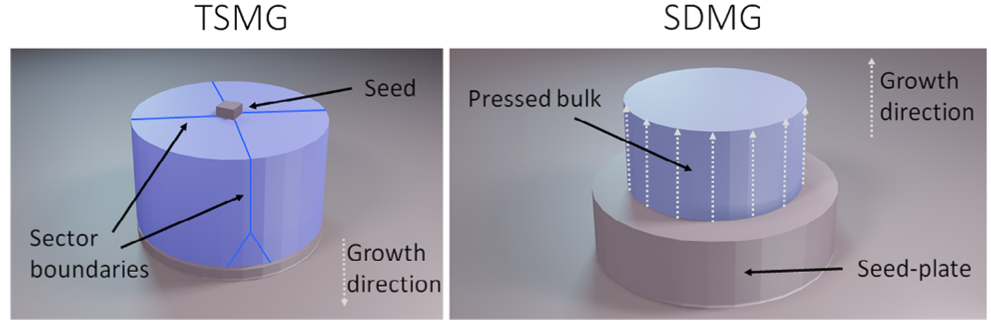 TSMG
SDMG
Seed
Sector
boundaries
Growth
direction
Pressed bulk
Growth
direction
Seed-plate